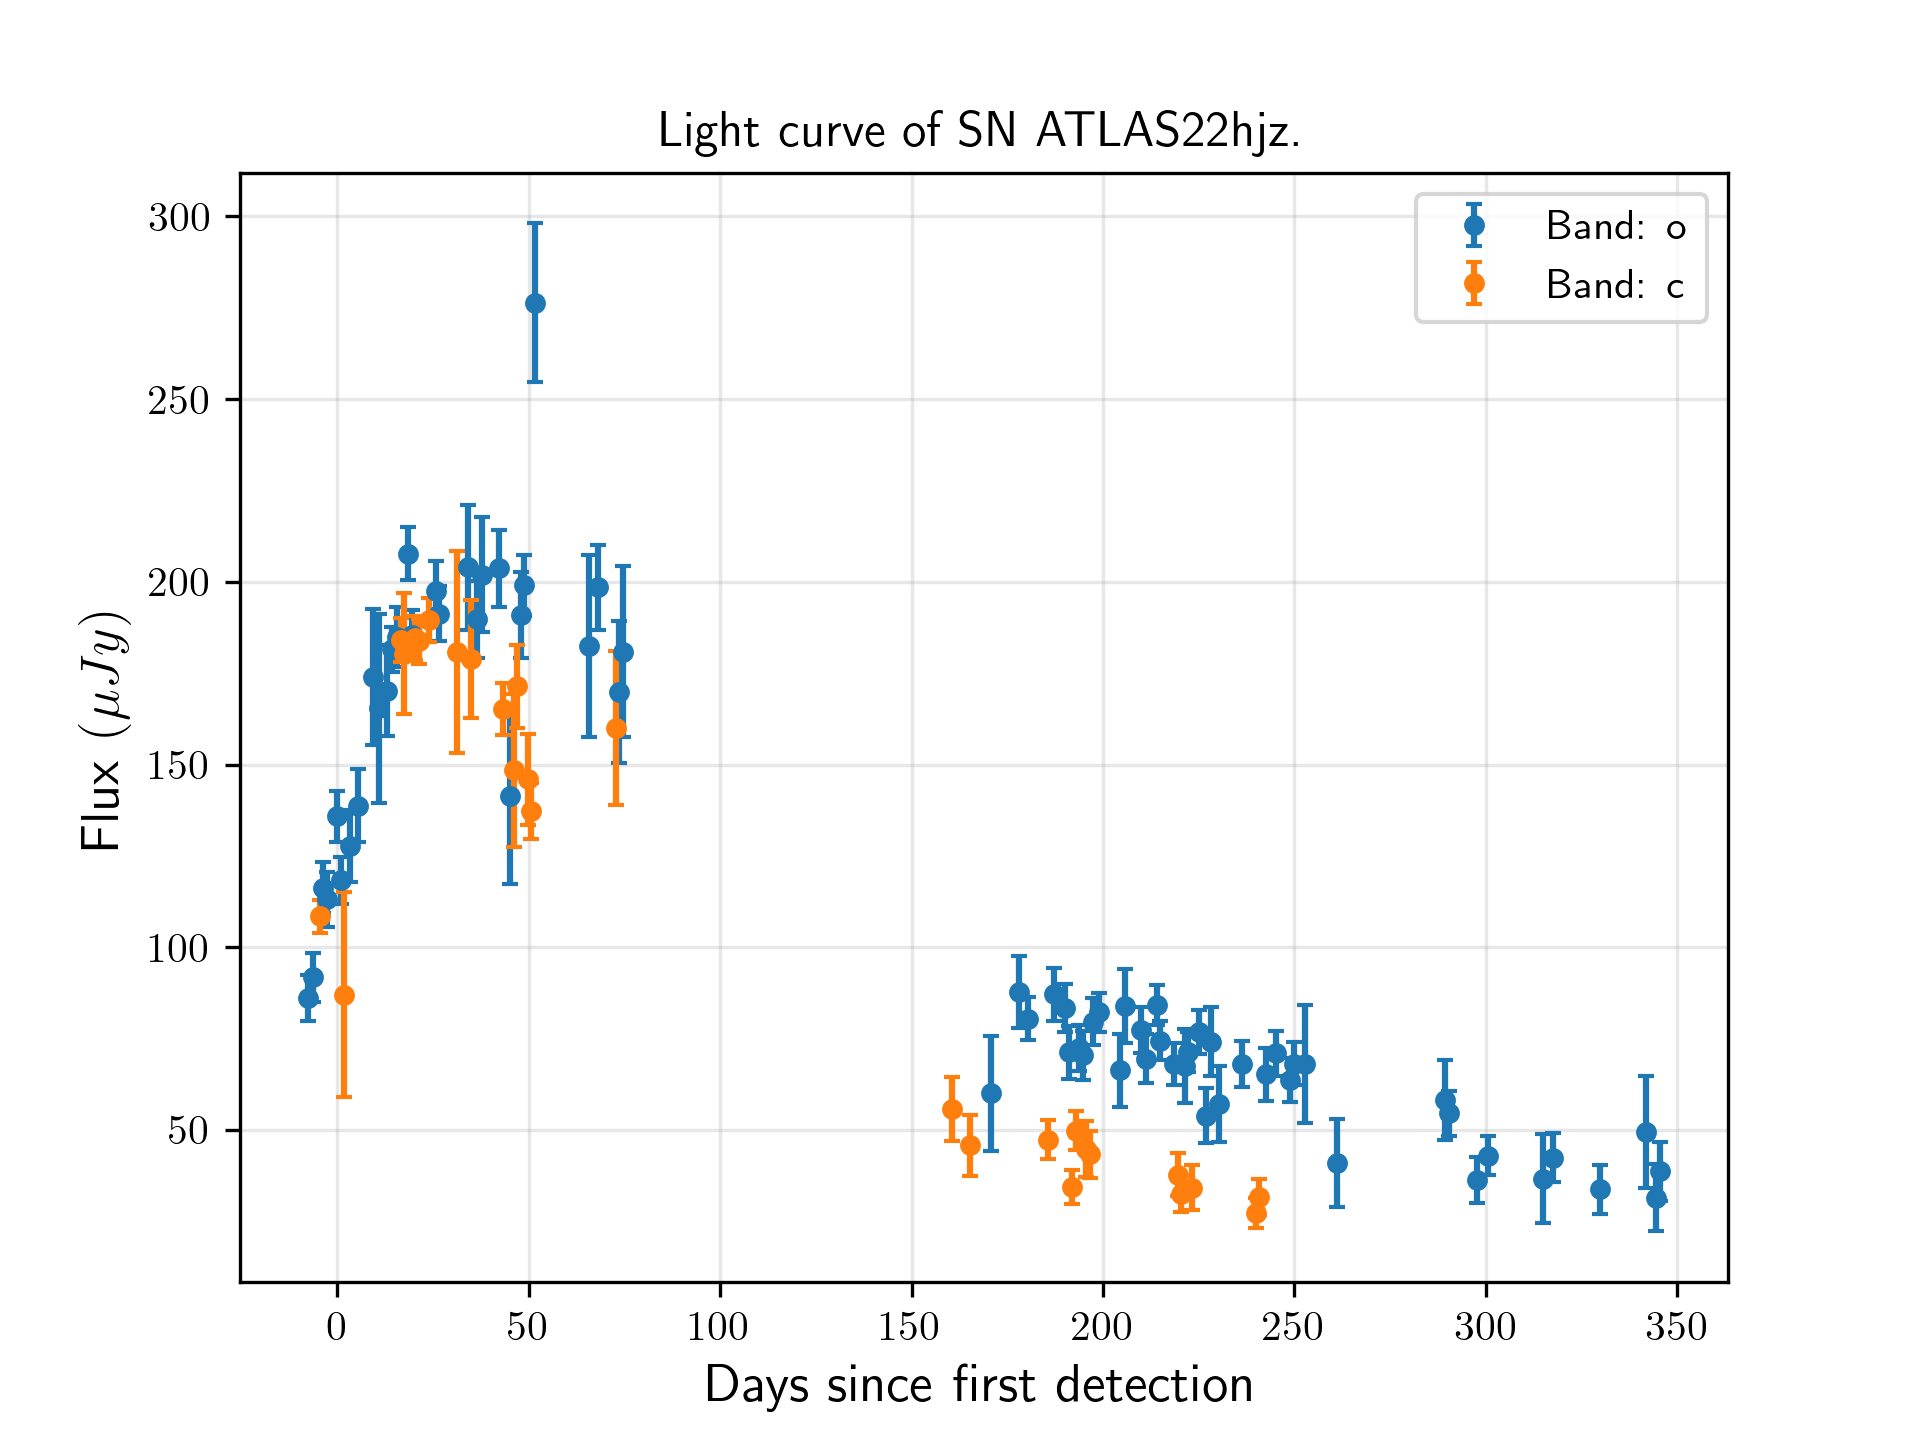 Light curve of SN ATLAS22hjz.
300
250
200
150
100
50
Flux (μJy)
Band: o
Band: c
0 50 100 150 200 250 300 350
Days since first detection